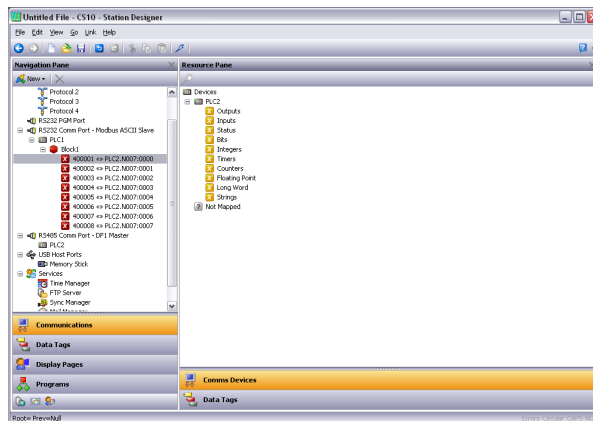 Untitled File - CS10 - Station Designer
File Edit View Go Link Help
Navigation Pane
New
Protocol 2
Protocol 3
Protocol 4
RS232 PGM Port
RS232 Comm Port - Modbus ASCII Slave
PLC1
Block1
400001 <=> PLC2.N007:0000
400002 <=> PLC2.N007:0001
400003 <=> PLC2.N007:0002
400004 <=> PLC2.N007:0003
400005 <=> PLC2.N007:0004
400006 <=> PLC2.N007:0005
400007 <=> PLC2.N007:0006
400008 <=> PLC2.N007:0007
RS485 Comm Port - DF1 Master
PLC2
USB Host Ports
Memory Stick
Services
Time Manager
FTP Server
Sync Manager
Mail Manager
Communications
Data Tags
Display Pages
Programs
Resource Pane
Devices
PLC2
Outputs
Inputs
Status
Bits
Integers
Timers
Counters
Floating Point
Long Word
Strings
Not Mapped
Comms Devices
Data Tags
Root= Prev=Null
Errors Circular CAPS